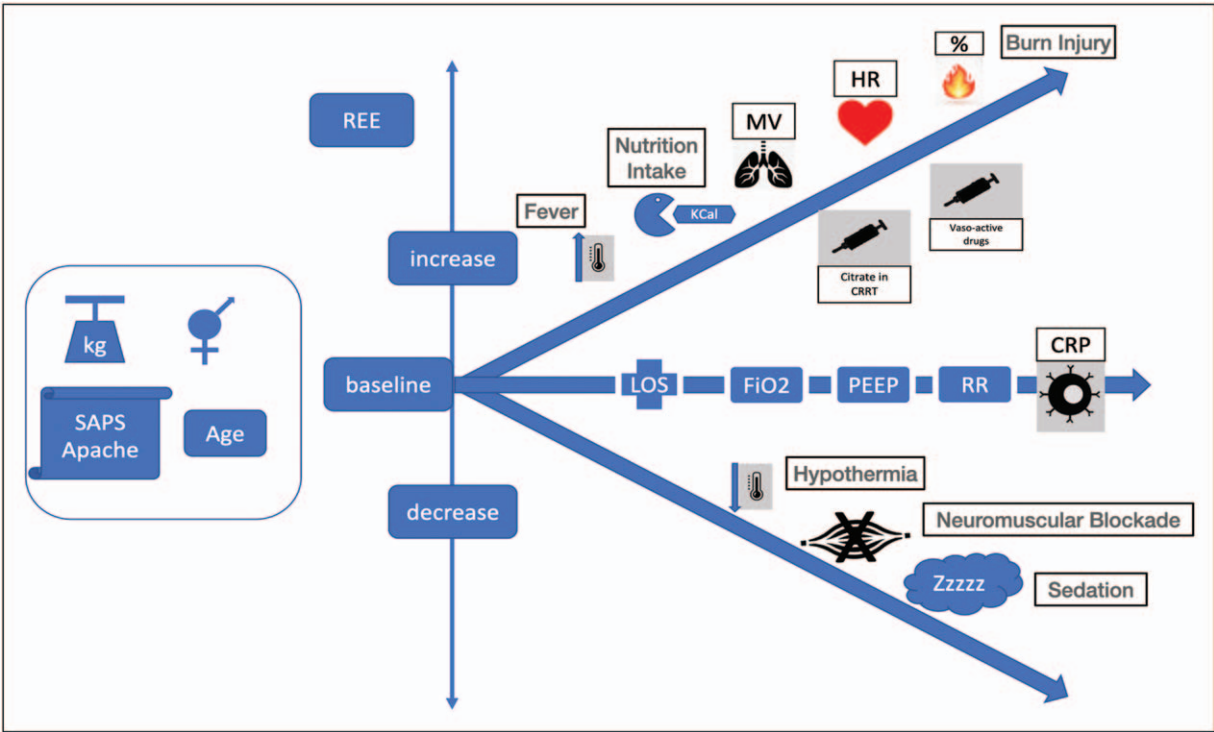 REE
increase
baseline
decrease
kg
SAPS
Apache
Age
Fever
Nutrition
Intake
KCal
MV
HR
%
Burn Injury
Citrate in
CRRT
Vaso-active
drugs
LOS
FiO2
PEEP
RR
CRP
Hypothermia
Neuromuscular Blockade
Zzzzz
Sedation